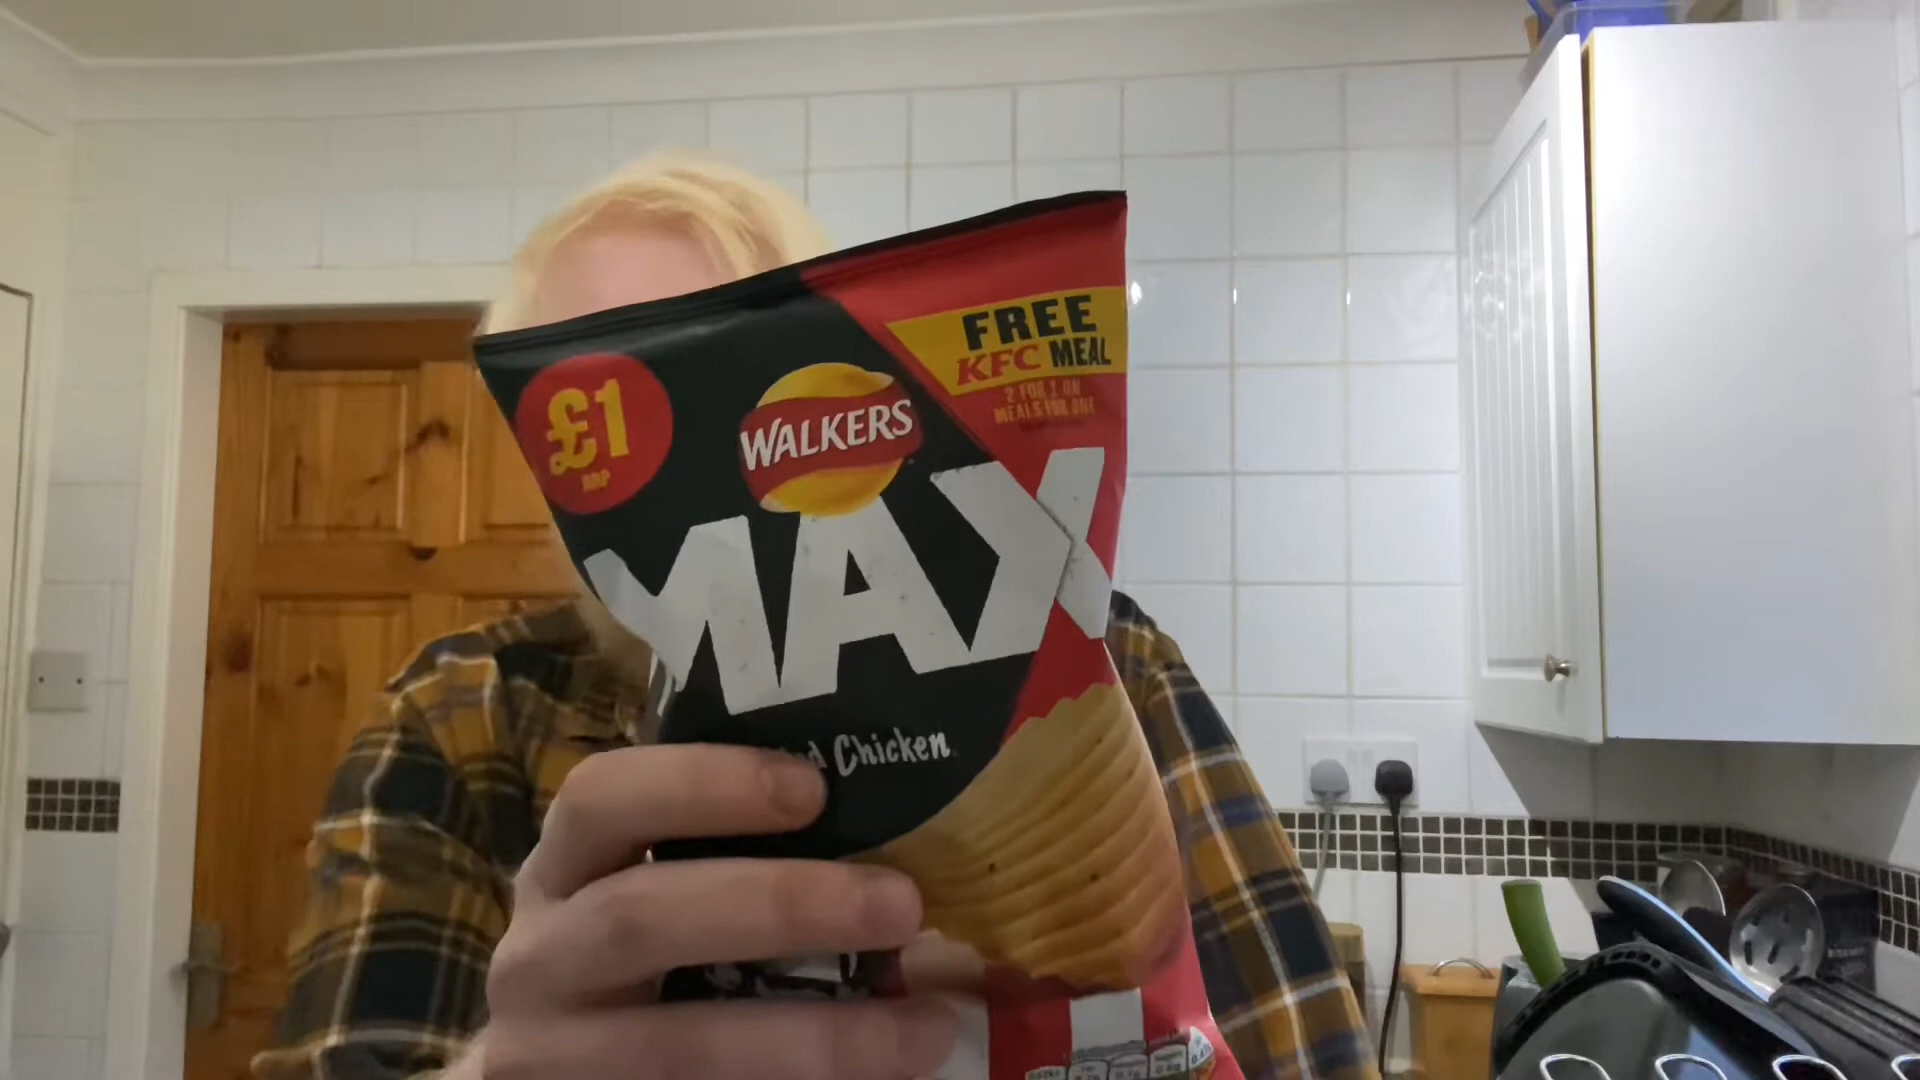 FREE
KFC MEAL
2 FOR 1 ON
MEALS FOR ONE
£1
RRP
WALKERS
MAX
Chicken